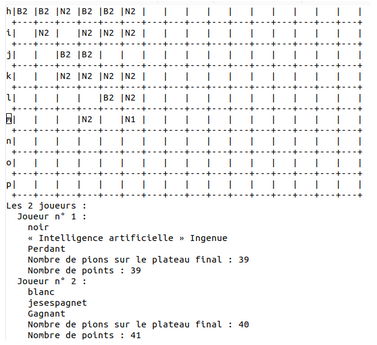 h|B2 |B2 |N2 |B2 |B2 |N2 |   |   |   |   |   |   |   |   |   |   |
 +---+---+---+---+---+---+---+---+---+---+---+---+---+---+---+---+
i|   |N2 |   |N2 |N2 |N2 |   |   |   |   |   |   |   |   |   |   |
 +---+---+---+---+---+---+---+---+---+---+---+---+---+---+---+---+
j|   |   |B2 |B2 |   |   |   |   |   |   |   |   |   |   |   |   |
 +---+---+---+---+---+---+---+---+---+---+---+---+---+---+---+---+
k|   |   |N2 |N2 |N2 |N2 |   |   |   |   |   |   |   |   |   |   |
 +---+---+---+---+---+---+---+---+---+---+---+---+---+---+---+---+
l|   |   |   |   |B2 |N2 |   |   |   |   |   |   |   |   |   |   |
 +---+---+---+---+---+---+---+---+---+---+---+---+---+---+---+---+
m|   |   |   |N2 |   |N1 |   |   |   |   |   |   |   |   |   |   |
 +---+---+---+---+---+---+---+---+---+---+---+---+---+---+---+---+
n|   |   |   |   |   |   |   |   |   |   |   |   |   |   |   |   |
 +---+---+---+---+---+---+---+---+---+---+---+---+---+---+---+---+
o|   |   |   |   |   |   |   |   |   |   |   |   |   |   |   |   |
 +---+---+---+---+---+---+---+---+---+---+---+---+---+---+---+---+
p|   |   |   |   |   |   |   |   |   |   |   |   |   |   |   |   |
 +---+---+---+---+---+---+---+---+---+---+---+---+---+---+---+---+
Les 2 joueurs :
  Joueur n° 1 :
    noir
    « Intelligence artificielle » Ingenue
    Perdant
    Nombre de pions sur le plateau final : 39
    Nombre de points : 39
  Joueur n° 2 :
    blanc
    jesespagnet
    Gagnant
    Nombre de pions sur le plateau final : 40
    Nombre de points : 41